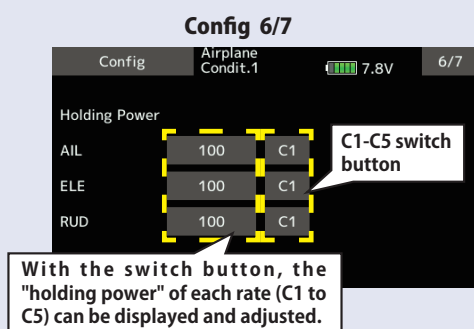 Config 6/7
Config Airplane 6/7
Condit.1 7.8V
Holding Power
AIL 100 C1
ELE 100 C1
RUD 100 C1
C1-C5 switch
button
With the switch button, the
"holding power" of each rate (C1 to
C5) can be displayed and adjusted.